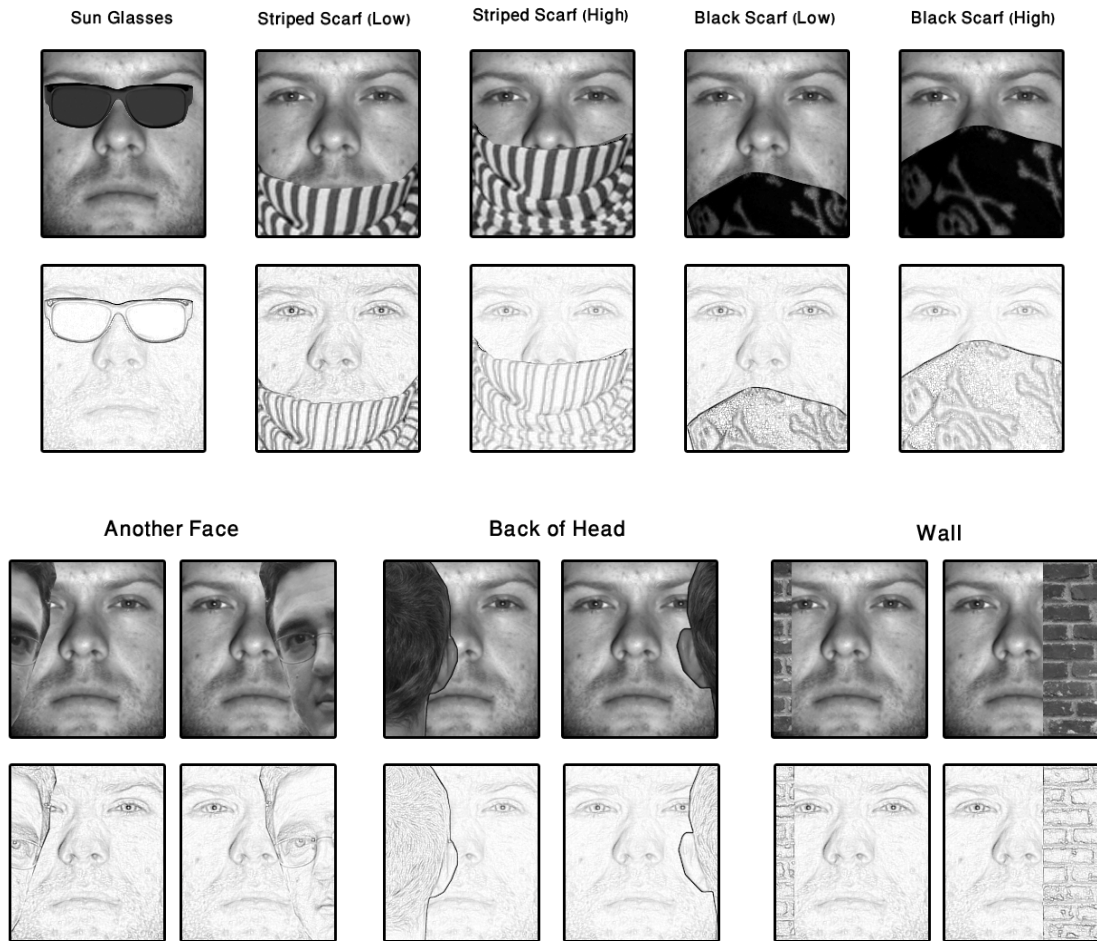 Sun Glasses
Striped Scarf (Low)
Striped Scarf (High)
Black Scarf (Low)
Black Scarf (High)
Another Face
Back of Head
Wall